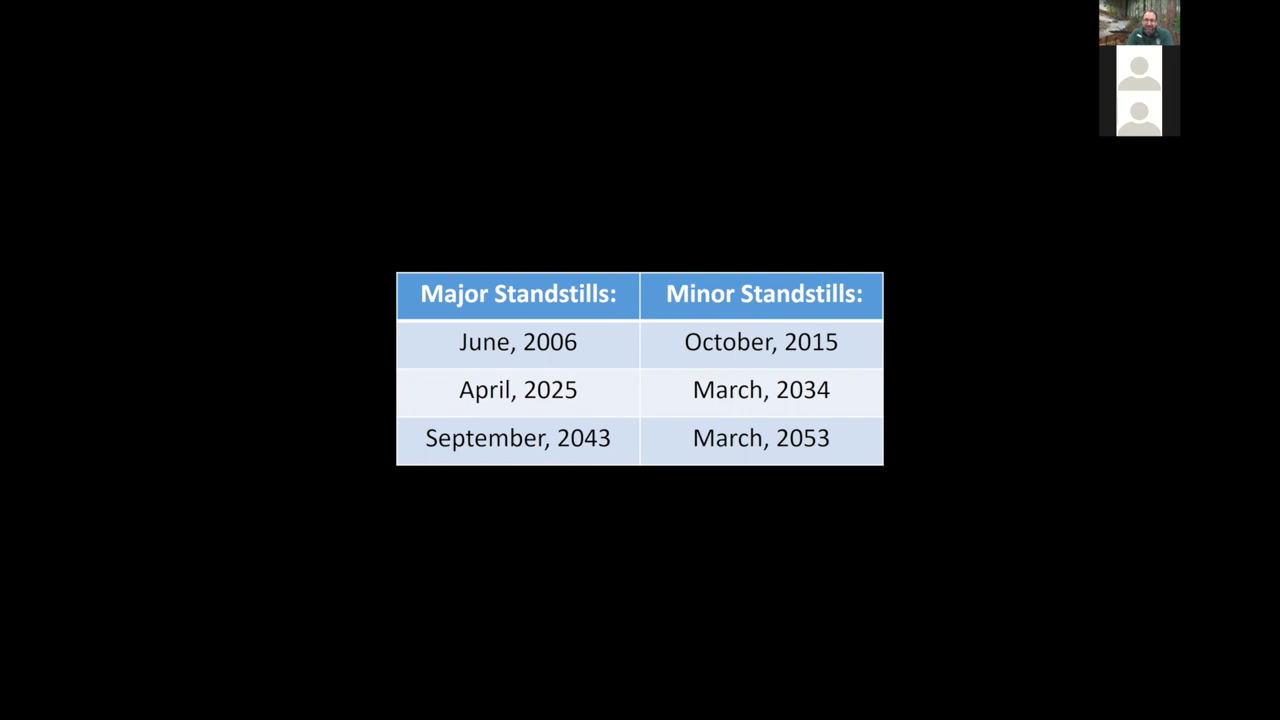 Major Standstills: Minor Standstills:
June, 2006 October, 2015
April, 2025 March, 2034
September, 2043 March, 2053